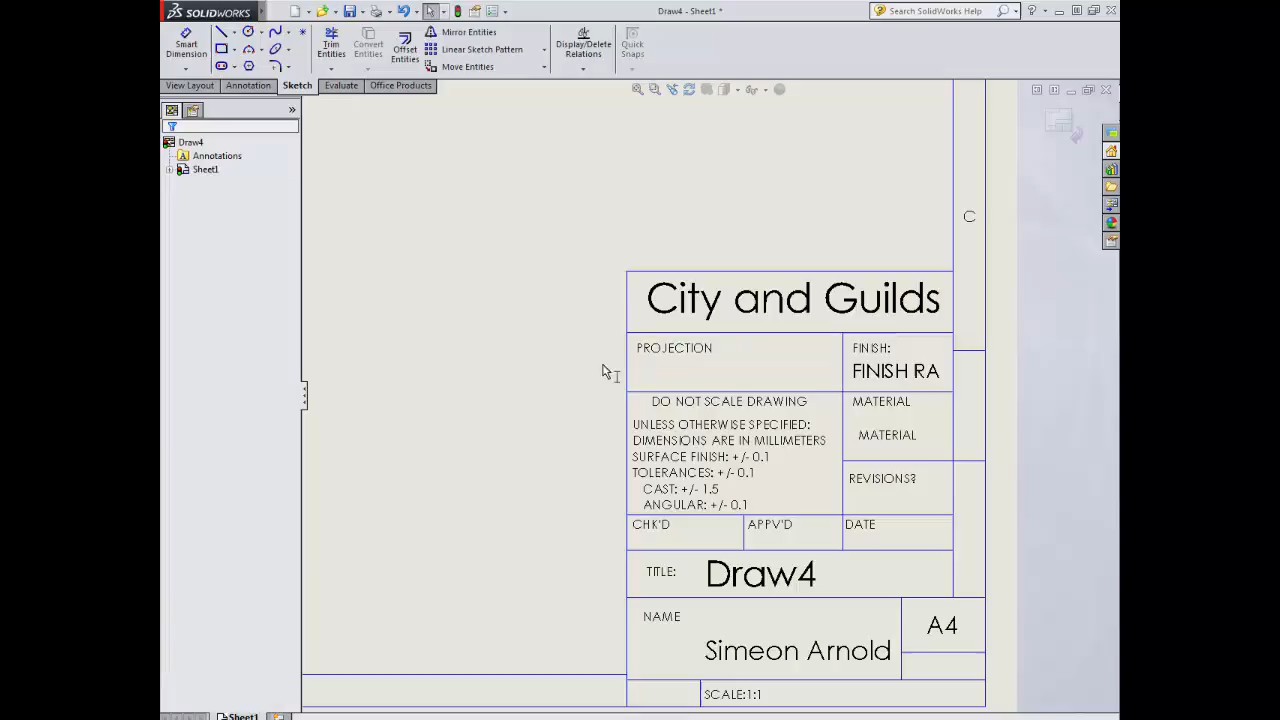 SOLIDWORKS
Draw4 - Sheet1 *
Search SolidWorks Help
Smart Dimension
Trim Entities
Convert Entities
Offset Entities
Mirror Entities
Linear Sketch Pattern
Move Entities
Display/Delete Relations
Quick Snaps
View Layout
Annotation
Sketch
Evaluate
Office Products
Draw4
Annotations
Sheet1
C
City and Guilds
PROJECTION
FINISH:
FINISH RA
DO NOT SCALE DRAWING
MATERIAL
UNLESS OTHERWISE SPECIFIED:
DIMENSIONS ARE IN MILLIMETERS
MATERIAL
SURFACE FINISH: +/- 0.1
TOLERANCES: +/- 0.1
REVISIONS?
CAST: +/- 1.5
ANGULAR: +/- 0.1
CHK'D
APPV'D
DATE
TITLE:
Draw4
NAME
A4
Simeon Arnold
SCALE:1:1
Sheet1